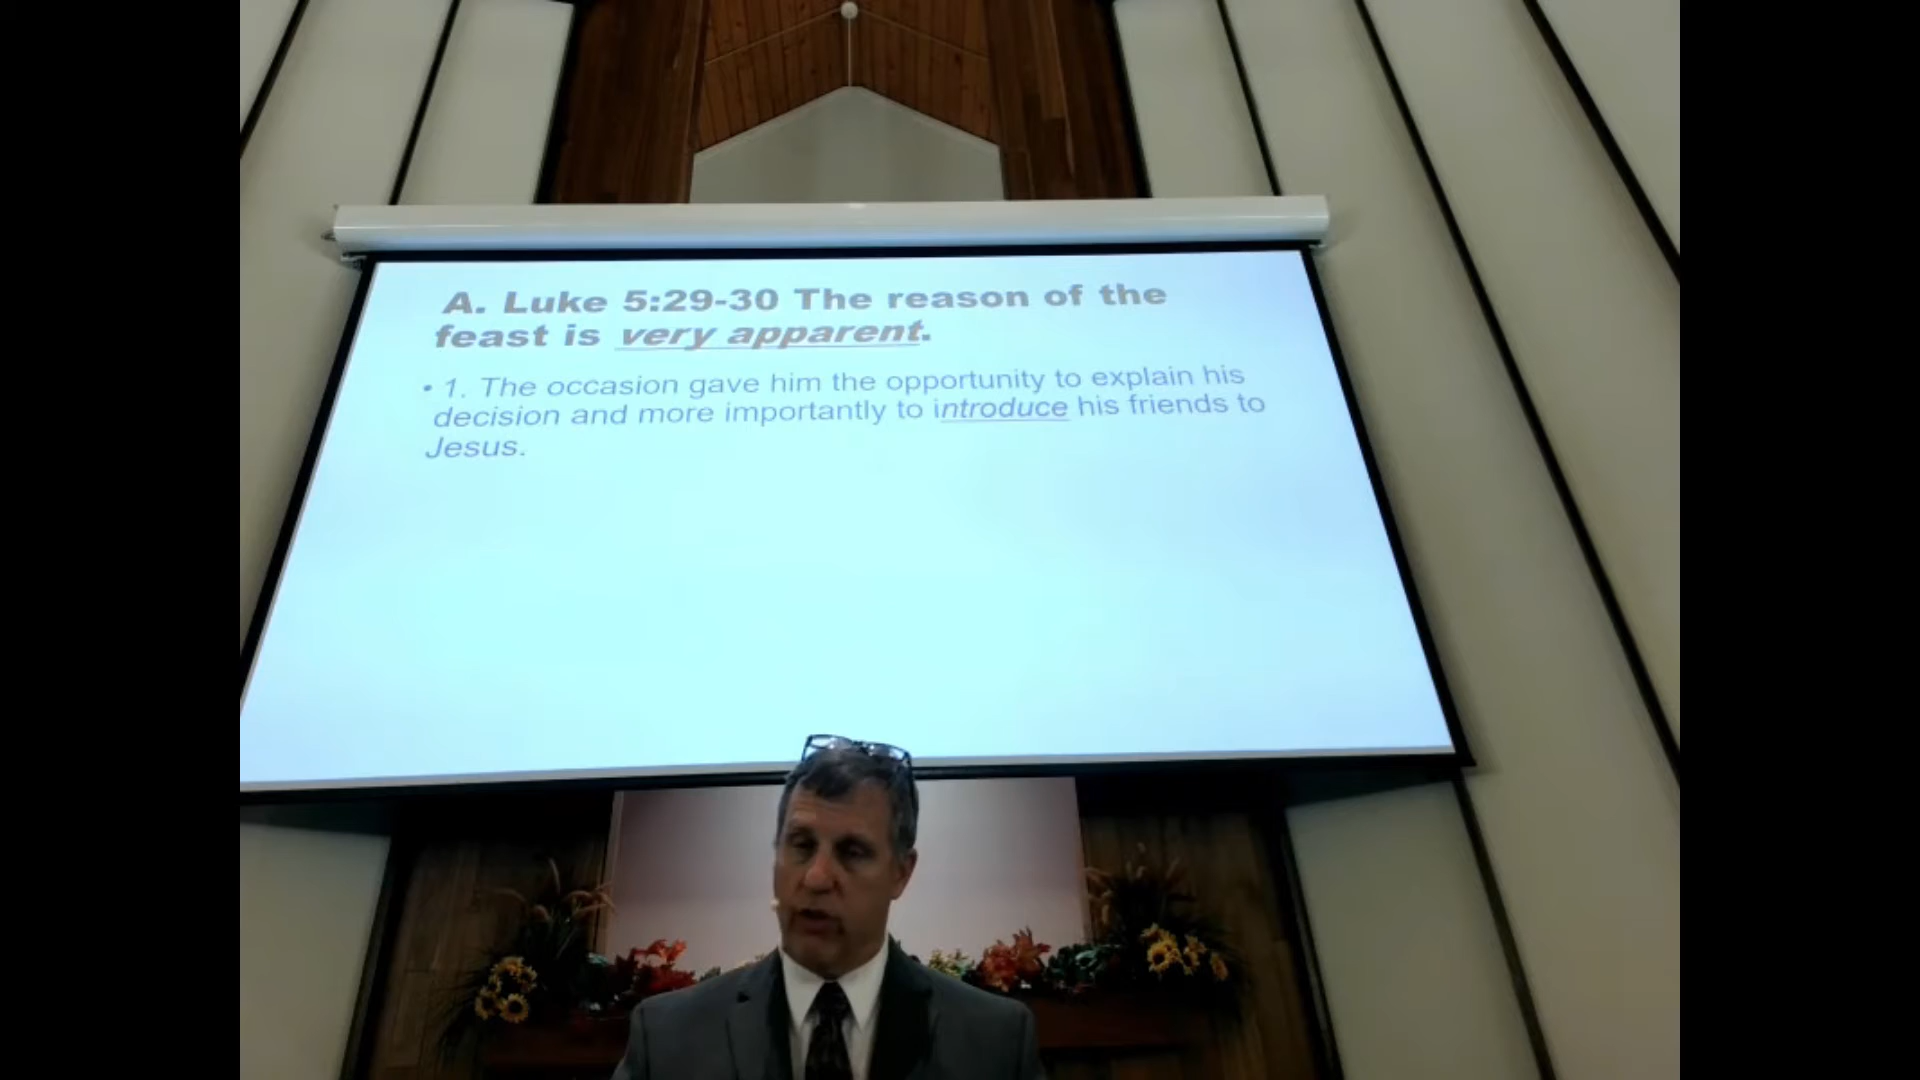 A. Luke 5:29-30 The reason of the
feast is very apparent.
• 1. The occasion gave him the opportunity to explain his
decision and more importantly to introduce his friends to
Jesus.